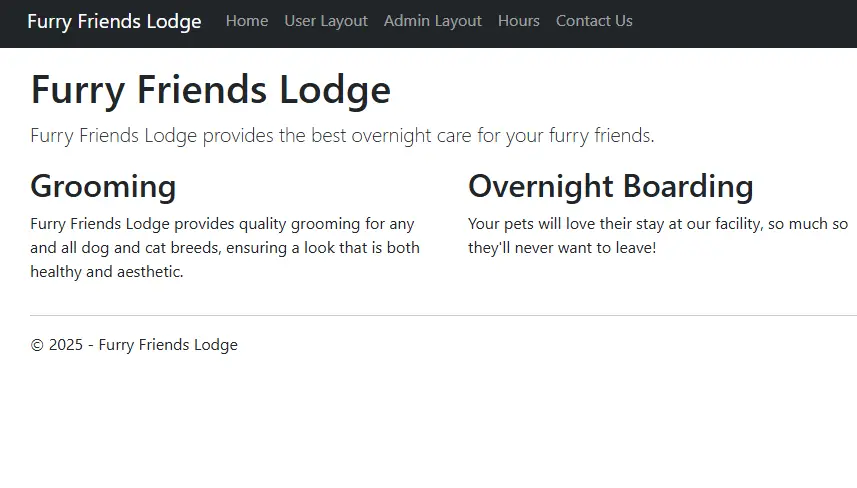 Furry Friends Lodge Home User Layout Admin Layout Hours Contact Us
Furry Friends Lodge
Furry Friends Lodge provides the best overnight care for your furry friends.
Grooming
Furry Friends Lodge provides quality grooming for any
and all dog and cat breeds, ensuring a look that is both
healthy and aesthetic.
Overnight Boarding
Your pets will love their stay at our facility, so much so
they'll never want to leave!
© 2025 - Furry Friends Lodge